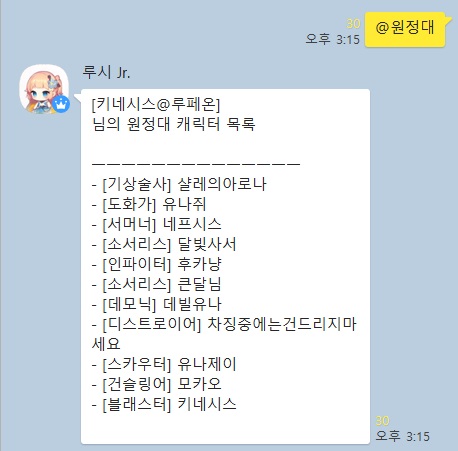 30
오후 3:15
@원정대
루시 Jr.
[키네시스@루페온]
님의 원정대 캐릭터 목록
ㅡㅡㅡㅡㅡㅡㅡㅡㅡㅡㅡㅡㅡㅡ
- [기상술사] 샬레의아로나
- [도화가] 유나쥐
- [서머너] 네프시스
- [소서리스] 달빛사서
- [인파이터] 후카냥
- [소서리스] 큰달님
- [데모닉] 데빌유나
- [디스트로이어] 차징중에는건드리지마
세요
- [스카우터] 유나제이
- [건슬링어] 모카오
- [블래스터] 키네시스
30
오후 3:15